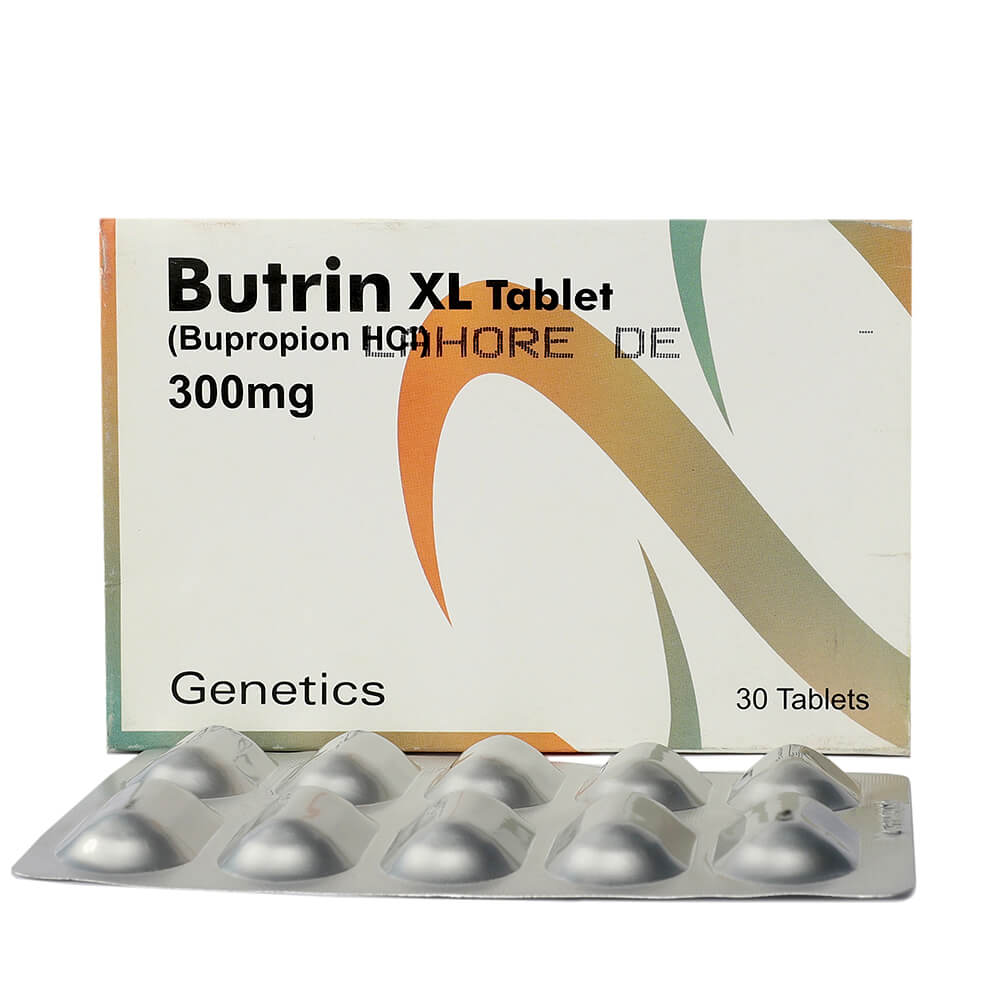 Butrin XL Tablet
(Bupropion HCl)
LAHORE DE
300mg
Genetics
30 Tablets